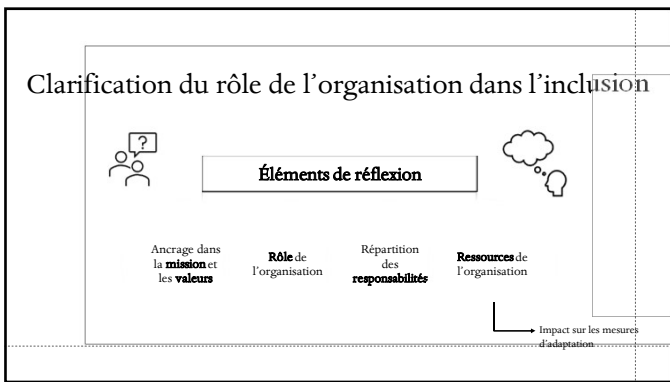 Clarification du rôle de l’organisation dans l’inclusion
?
Éléments de réflexion
Ancrage dans
la mission et
les valeurs
Rôle de
l’organisation
Répartition
des
responsabilités
Ressources de
l’organisation
Impact sur les mesures
d’adaptation